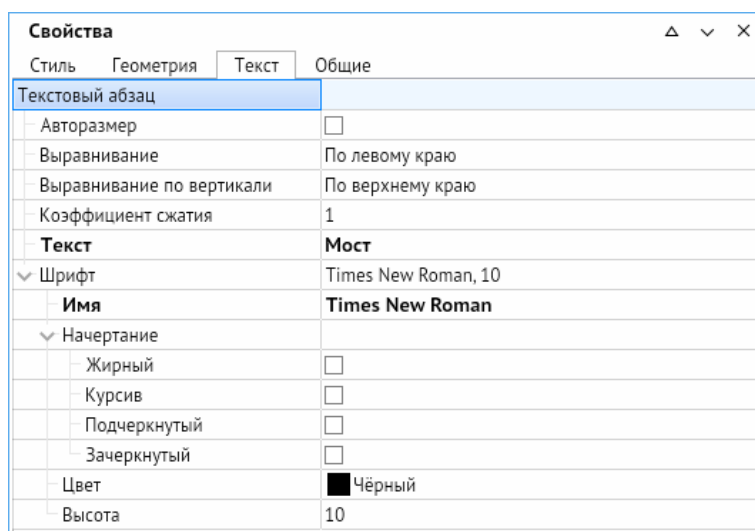 Свойства
Стиль Геометрия Текст Общие
Текстовый абзац
Авторазмер
Выравнивание По левому краю
Выравнивание по вертикали По верхнему краю
Коэффициент сжатия 1
Текст Мост
Шрифт Times New Roman, 10
Имя Times New Roman
Начертание
Жирный
Курсив
Подчеркнутый
Зачеркнутый
Цвет Чёрный
Высота 10